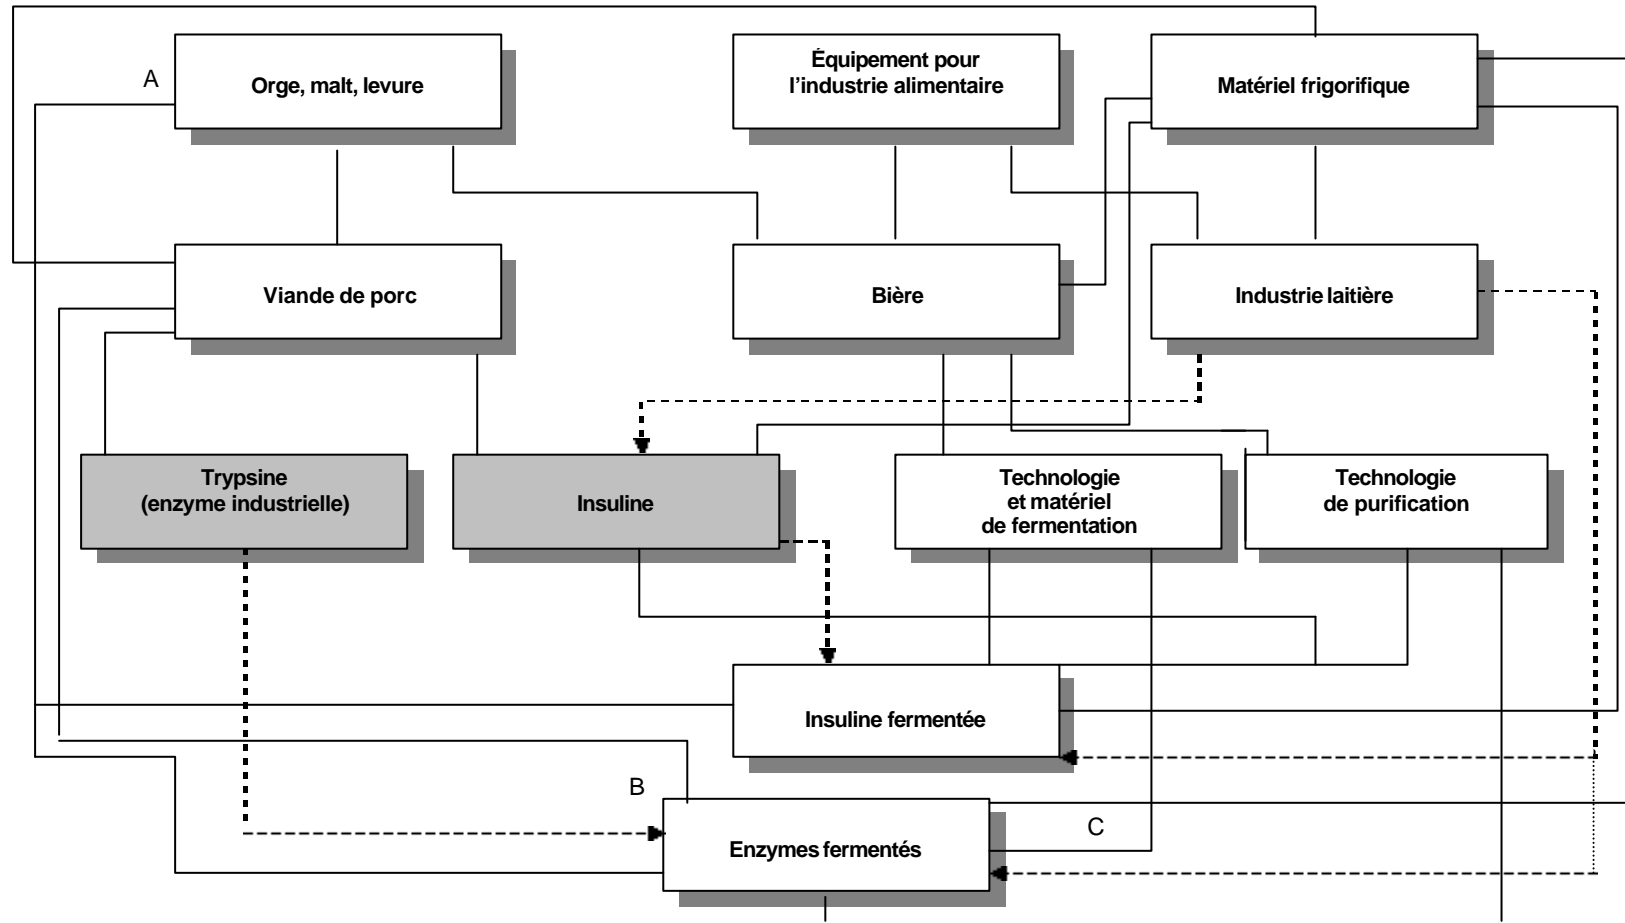 A
Orge, malt, levure
Équipement pour
l'industrie alimentaire
Matériel frigorifique
Viande de porc
Bière
Industrie laitière
Trypsine
(enzyme industrielle)
Insuline
Technologie
et matériel
de fermentation
Technologie
de purification
Insuline fermentée
B
Enzymes fermentés
C